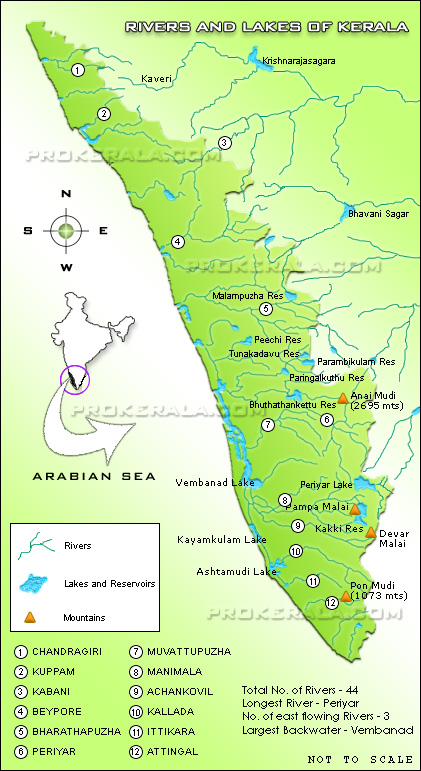 RIVERS AND LAKES OF KERALA
Krishnarajasagara
Kaveri
1
2
3
PROKERALA.COM
N
S E
W
Bhavani Sagar
4
PROKERALA.COM
Malampuzha Res
5
Peechi Res
Tunakadavu Res
Parambikulam Res
Paringalkuthu Res
Anai Mudi
(2695 mts)
Bhuthathankettu Res
PROKERALA.COM
6
7
ARABIAN SEA
Vembanad Lake
Periyar Lake
8
Pampa Malai
9
Kakki Res
Devar
Malai
Kayamkulam Lake
10
Ashtamudi Lake
11
Pon Mudi
(1073 mts)
12
PROKERALA.COM
Rivers
Lakes and Reservoirs
Mountains
1 CHANDRAGIRI
2 KUPPAM
3 KABANI
4 BEYPORE
5 BHARATHAPUZHA
6 PERIYAR
7 MUVATTUPUZHA
8 MANIMALA
9 ACHANKOVIL
10 KALLADA
11 ITTIKARA
12 ATTINGAL
Total No. of Rivers - 44
Longest River - Periyar
No. of east flowing Rivers - 3
Largest Backwater - Vembanad
NOT TO SCALE